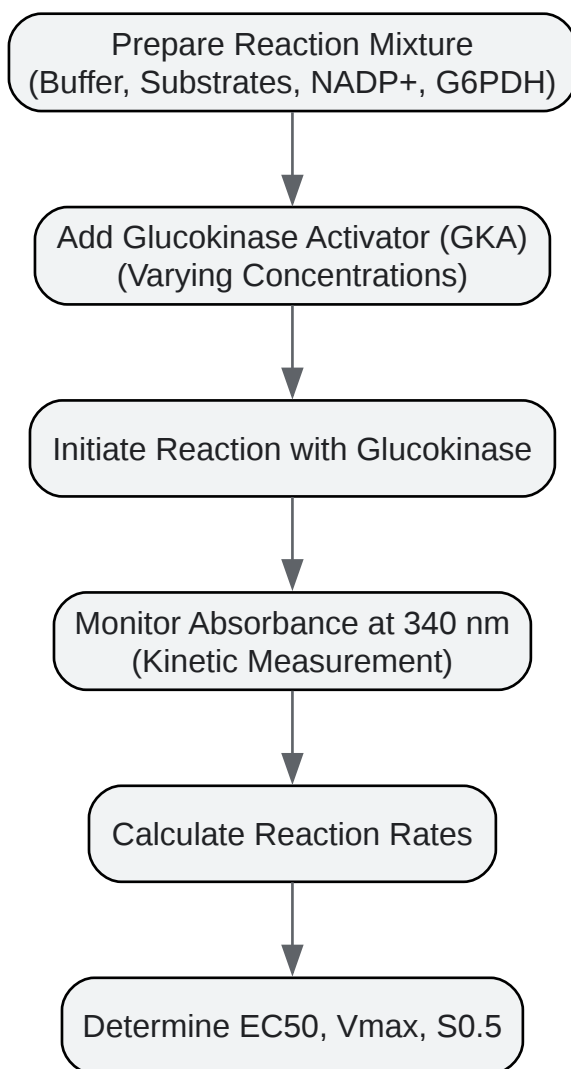 Prepare Reaction Mixture
(Buffer, Substrates, NADP+, G6PDH)
Add Glucokinase Activator (GKA)
(Varying Concentrations)
Initiate Reaction with Glucokinase
Monitor Absorbance at 340 nm
(Kinetic Measurement)
Calculate Reaction Rates
Determine EC50, Vmax, S0.5